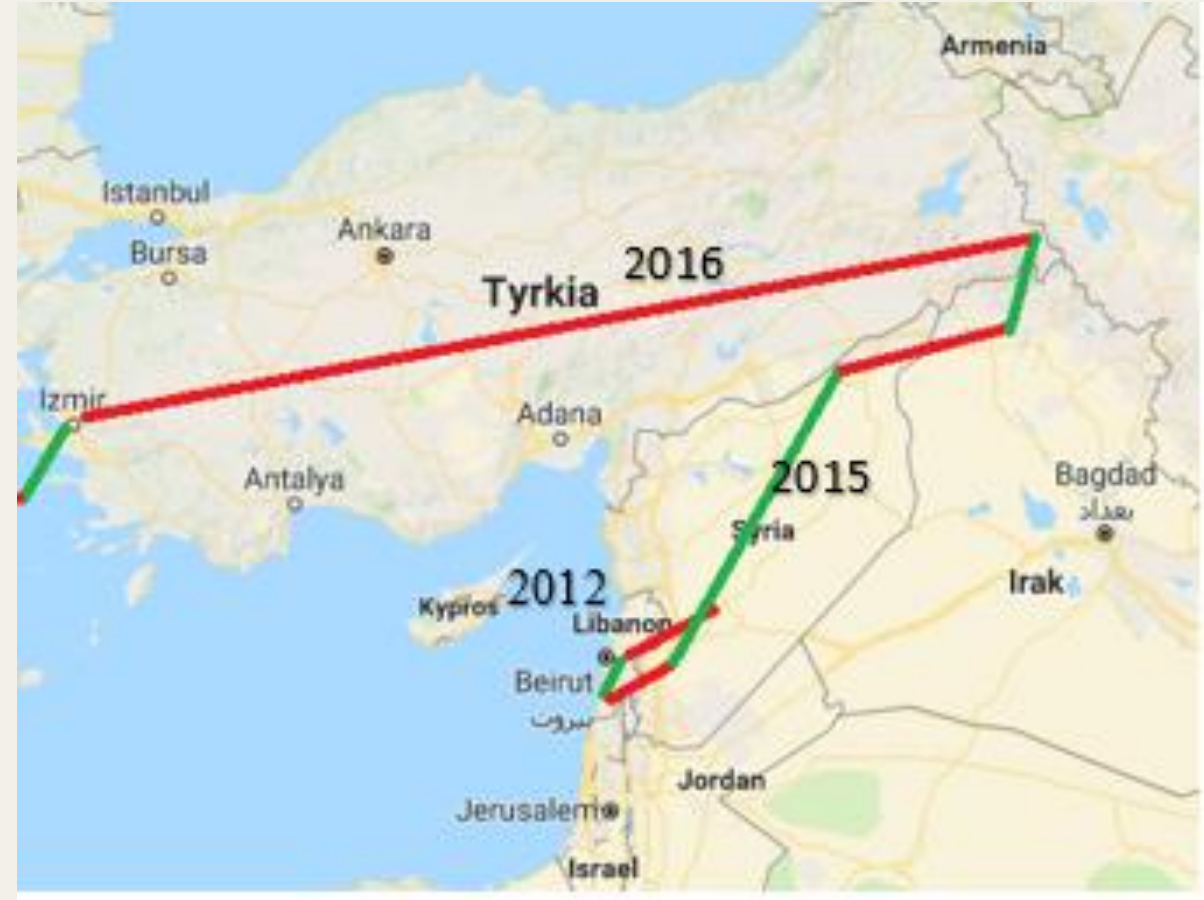 Armenia
Istanbul
Ankara
Bursa
2016
Tyrkia
Izmir
Adana
Antalya
2015
Bagdad
بغداد
Syria
Irak
2012
Kypros
Libanon
Beirut
بيروت
Jordan
Jerusalem
Israel